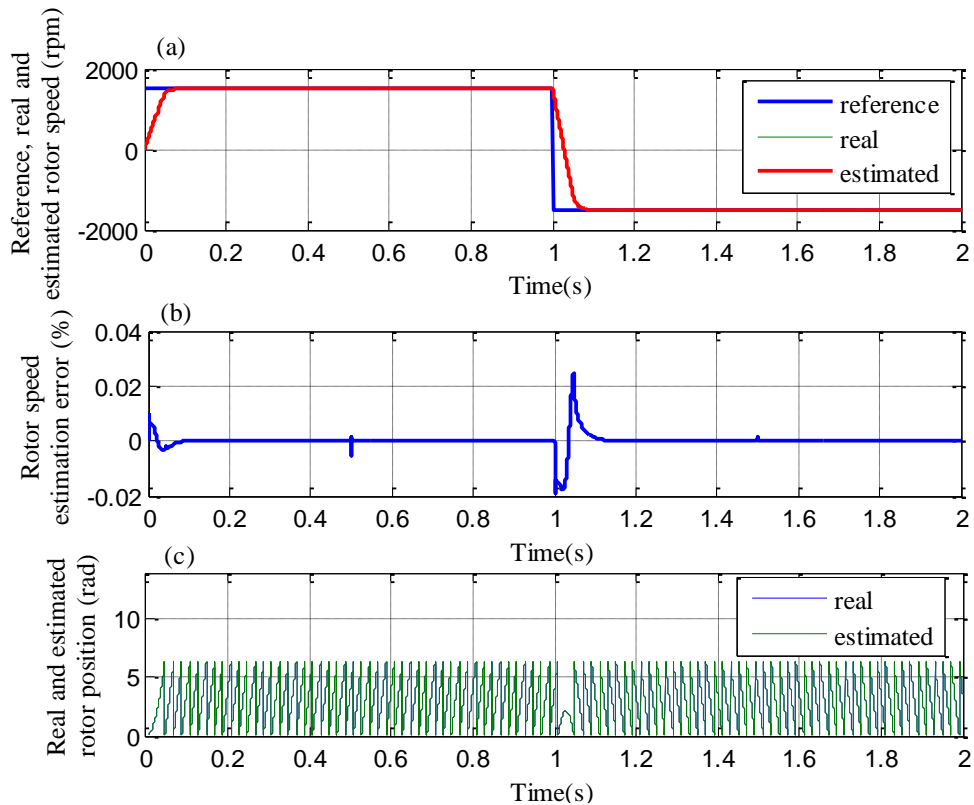 (a)
Reference, real and
estimated rotor speed (rpm)
2000
0
-2000
reference
real
estimated
0 0.2 0.4 0.6 0.8 1 1.2 1.4 1.6 1.8 2
Time(s)
(b)
Rotor speed
estimation error (%)
0.04
0.02
0
-0.02
0 0.2 0.4 0.6 0.8 1 1.2 1.4 1.6 1.8 2
Time(s)
(c)
Real and estimated
rotor position (rad)
10
5
0
real
estimated
0 0.2 0.4 0.6 0.8 1 1.2 1.4 1.6 1.8 2
Time(s)